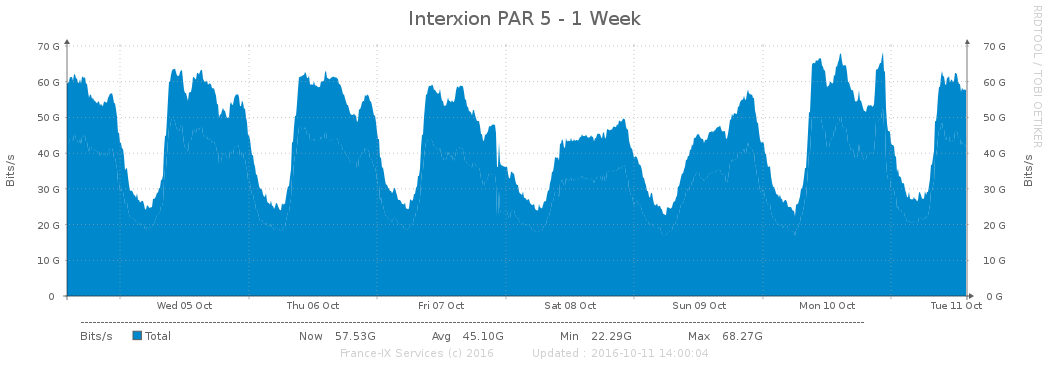 Interxion PAR 5 - 1 Week
RRDTOOL / TOBI OETIKER
Bits/s
Bits/s
70 G 70 G
60 G 60 G
50 G 50 G
40 G 40 G
30 G 30 G
20 G 20 G
10 G 10 G
0 0 G
Wed 05 Oct Thu 06 Oct Fri 07 Oct Sat 08 Oct Sun 09 Oct Mon 10 Oct Tue 11 Oct
Bits/s Total Now 57.53G Avg 45.10G Min 22.29G Max 68.27G
France-IX Services (c) 2016 Updated : 2016-10-11 14:00:04